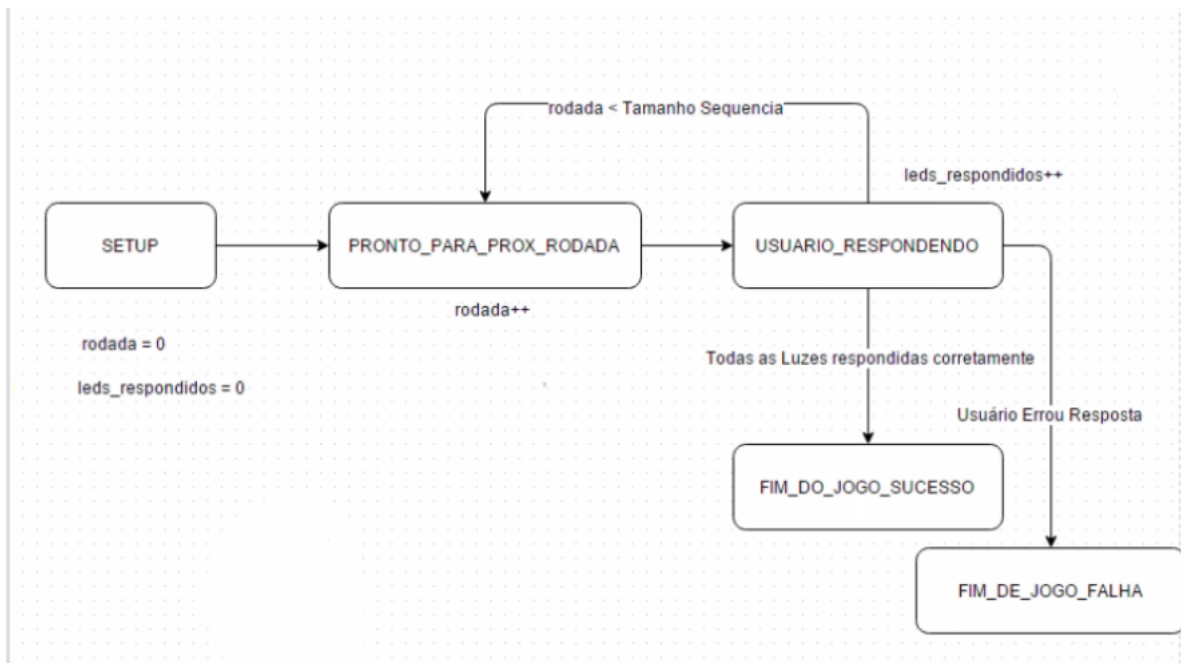 rodada < Tamanho Sequencia
leds_respondidos++
SETUP
PRONTO_PARA_PROX_RODADA
USUARIO_RESPONDENDO
rodada++
rodada = 0
leds_respondidos = 0
Todas as Luzes respondidas corretamente
Usuário Errou Resposta
FIM_DO_JOGO_SUCESSO
FIM_DE_JOGO_FALHA